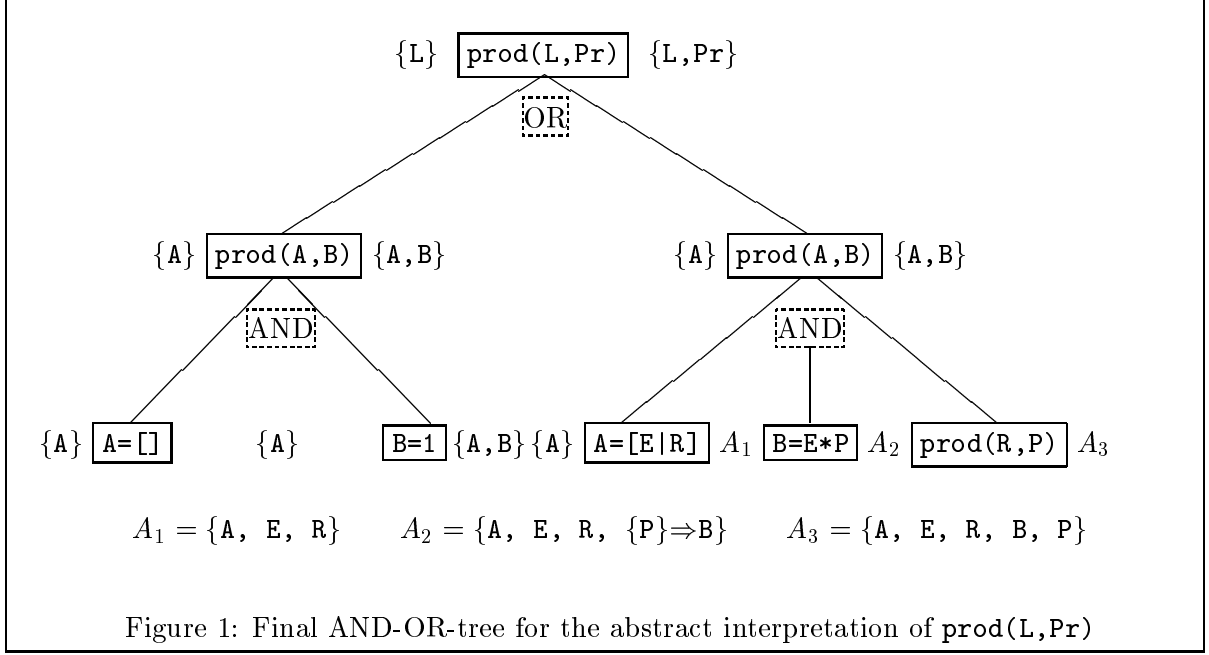 {L} prod(L,Pr) {L,Pr}
OR
{A} prod(A,B) {A,B} {A} prod(A,B) {A,B}
AND AND
{A} A=[] {A} B=1 {A,B} {A} A=[E|R] A₁ B=E*P A₂ prod(R,P) A₃
A₁ = {A, E, R} A₂ = {A, E, R, {P}⇒B} A₃ = {A, E, R, B, P}
Figure 1: Final AND-OR-tree for the abstract interpretation of prod(L,Pr)